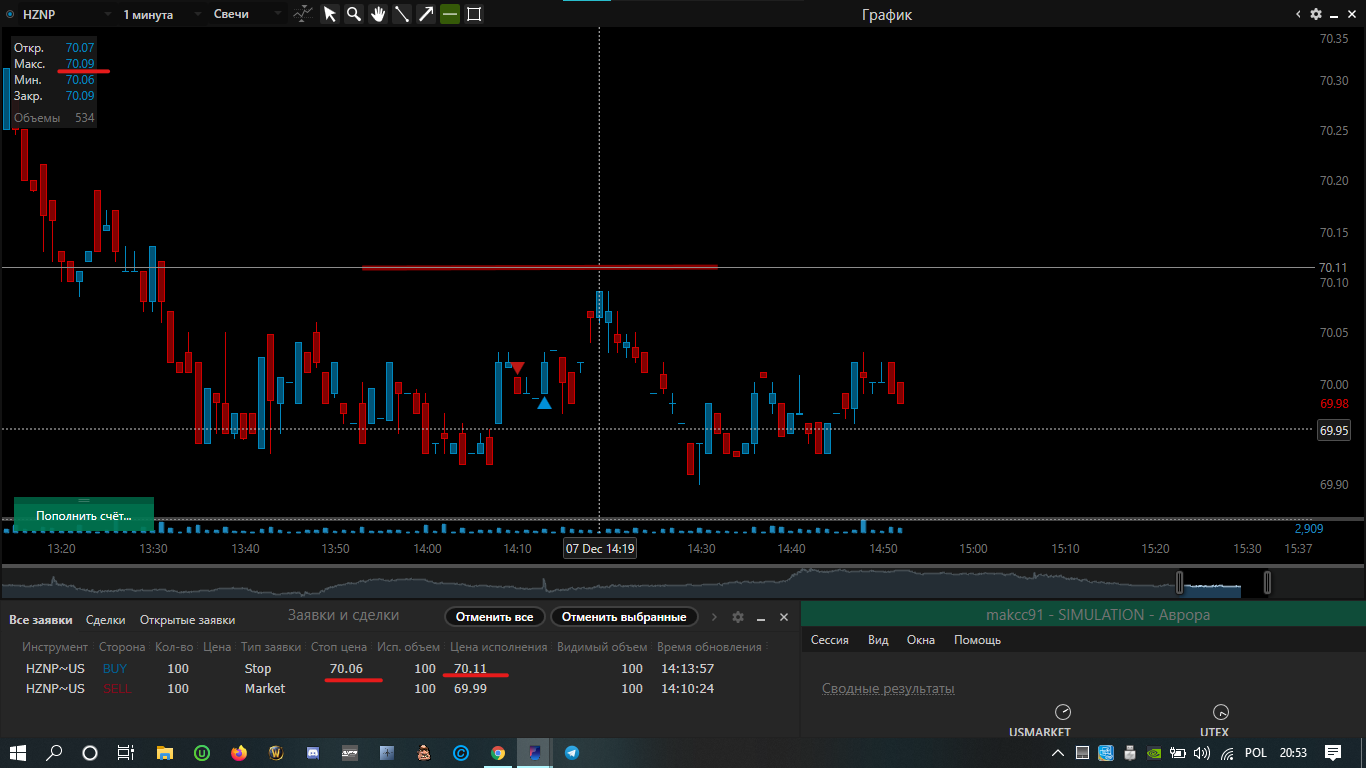 HZNP 1 минута Свечи График
Откр. 70.07
Макс. 70.09
Мин. 70.06
Закр. 70.09
Объемы 534
70.35
70.30
70.25
70.20
70.15
70.11
70.10
70.05
70.00
69.98
69.95
69.90
Пополнить счёт...
2,909
13:20 13:30 13:40 13:50 14:00 14:10 07 Dec 14:19 14:30 14:40 14:50 15:00 15:10 15:20 15:30 15:37
Все заявки Сделки Открытые заявки Заявки и сделки Отменить все Отменить выбранные
Инструмент Сторона Кол-во Цена Тип заявки Стоп цена Исп. объем Цена исполнения Видимый объем Время обновления
HZNP~US BUY 100 Stop 70.06 100 70.11 100 14:13:57
HZNP~US SELL 100 Market 100 69.99 100 14:10:24
makcc91 - SIMULATION - Аврора
Сессия Вид Окна Помощь
Сводные результаты
USMARKET UTEX
POL 20:53